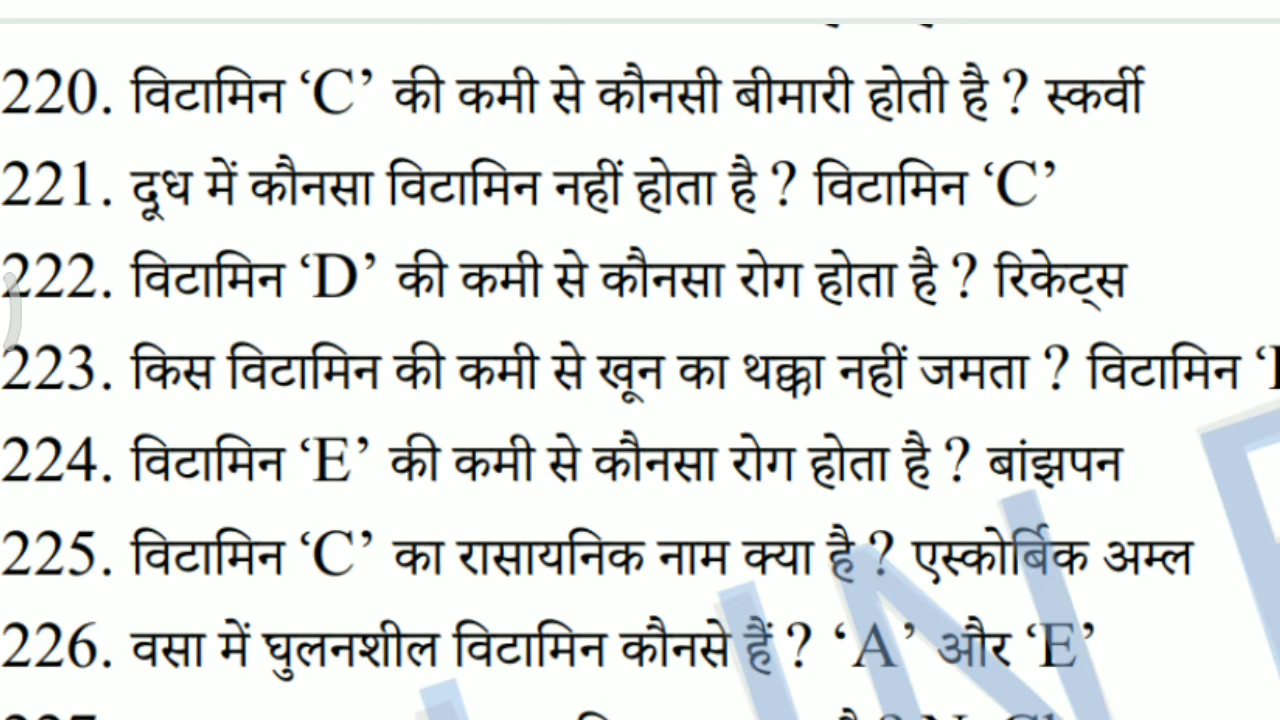 220. विटामिन ‘C’ की कमी से कौनसी बीमारी होती है ? स्कर्वी
221. दूध में कौनसा विटामिन नहीं होता है ? विटामिन ‘C’
222. विटामिन ‘D’ की कमी से कौनसा रोग होता है ? रिकेट्स
223. किस विटामिन की कमी से खून का थक्का नहीं जमता ? विटामिन
224. विटामिन ‘E’ की कमी से कौनसा रोग होता है ? बांझपन
225. विटामिन ‘C’ का रासायनिक नाम क्या है ? एस्कोर्बिक अम्ल
226. वसा में घुलनशील विटामिन कौनसे हैं ? ‘A’ और ‘E’